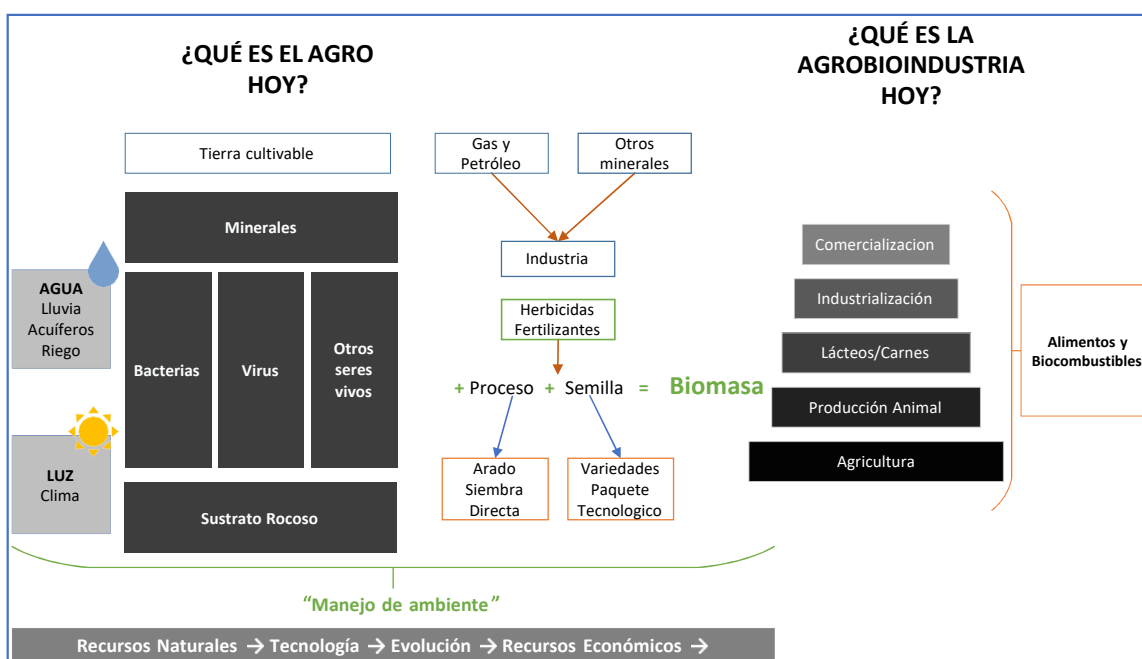 ¿QUÉ ES EL AGRO
HOY?
¿QUÉ ES LA
AGROBIOINDUSTRIA
HOY?
Tierra cultivable
Minerales
AGUA
Lluvia
Acuíferos
Riego
Bacterias
Virus
Otros
seres
vivos
LUZ
Clima
Sustrato Rocoso
Gas y
Petróleo
Otros
minerales
Industria
Herbicidas
Fertilizantes
+ Proceso + Semilla = Biomasa
Arado
Siembra
Directa
Variedades
Paquete
Tecnologico
Comercializacion
Industrialización
Lácteos/Carnes
Producción Animal
Agricultura
Alimentos y
Biocombustibles
“Manejo de ambiente”
Recursos Naturales → Tecnología → Evolución → Recursos Económicos →